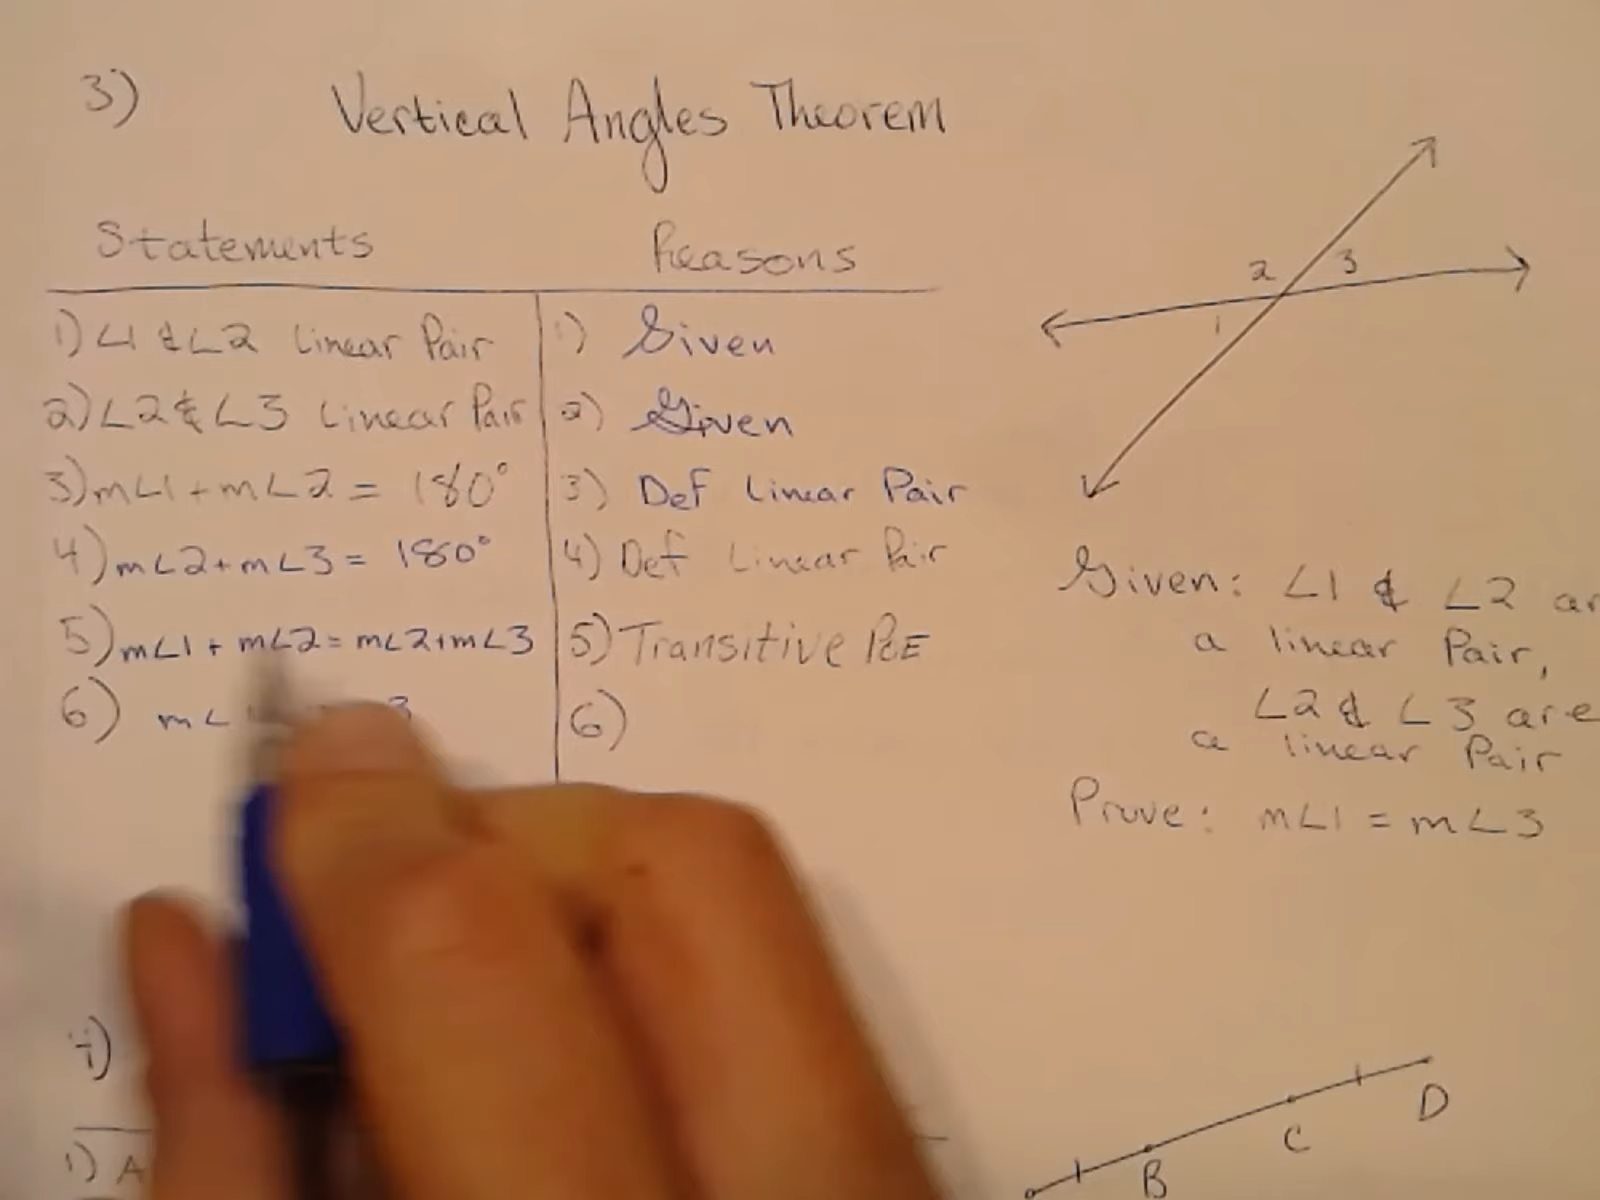 3)
Vertical Angles Theorem
Statements
Reasons
1) ∠1 & ∠2 Linear Pair
1) Given
2) ∠2 & ∠3 Linear Pair
2) Given
3) m∠1 + m∠2 = 180°
3) Def Linear Pair
4) m∠2 + m∠3 = 180°
4) Def Linear Pair
5) m∠1 + m∠2 = m∠2 + m∠3
5) Transitive PoE
6) m∠ 3
6)
2
3
1
Given: ∠1 & ∠2
a linear Pair,
∠2 & ∠3 are
a linear Pair
Prove: m∠1 = m∠3
1) A
B
C
D